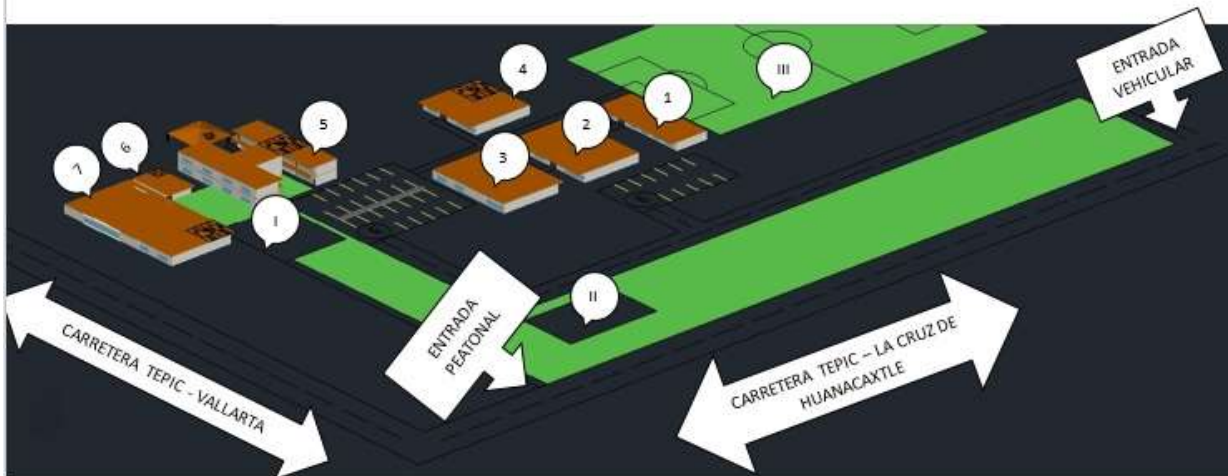 ENTRADA
VEHICULAR
4
III
1
2
5
3
6
7
I
II
ENTRADA
PEATONAL
CARRETERA TEPIC - VALLARTA
CARRETERA TEPIC – LA CRUZ DE
HUANACAXTLE